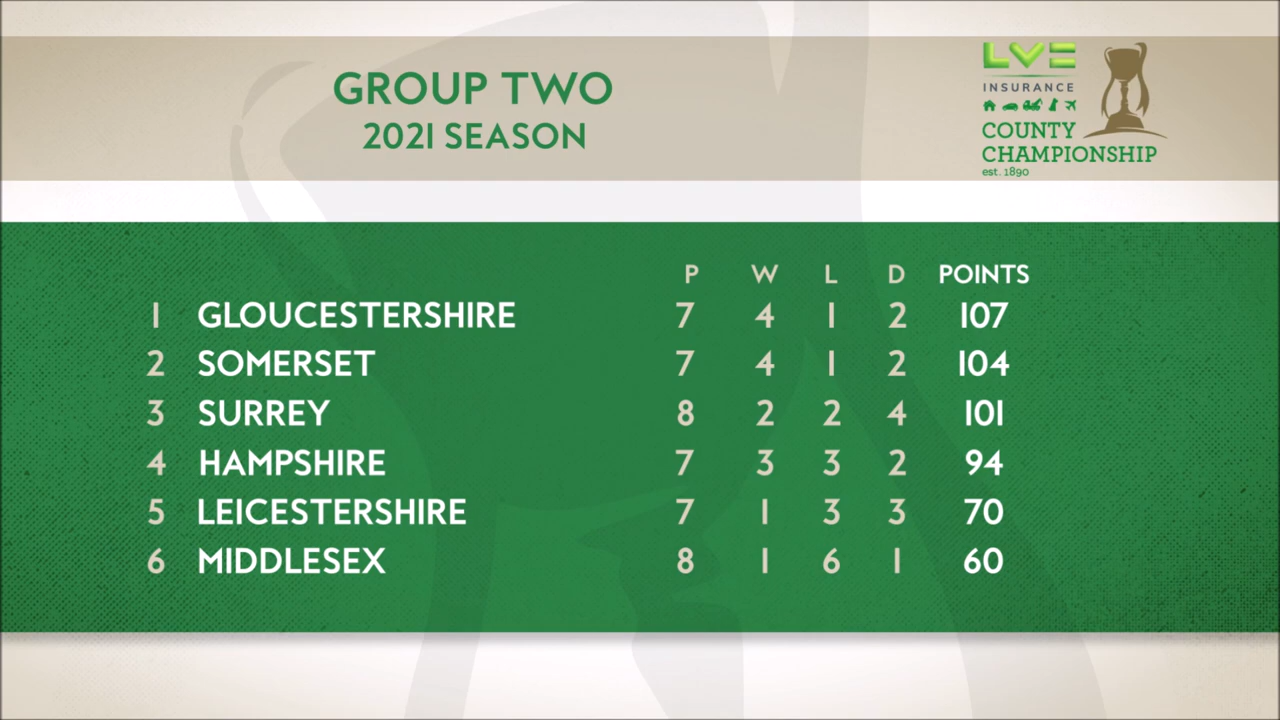 GROUP TWO
2021 SEASON
LV=
INSURANCE
COUNTY
CHAMPIONSHIP
est. 1890
P W L D POINTS
1 GLOUCESTERSHIRE 7 4 1 2 107
2 SOMERSET 7 4 1 2 104
3 SURREY 8 2 2 4 101
4 HAMPSHIRE 7 3 3 2 94
5 LEICESTERSHIRE 7 1 3 3 70
6 MIDDLESEX 8 1 6 1 60